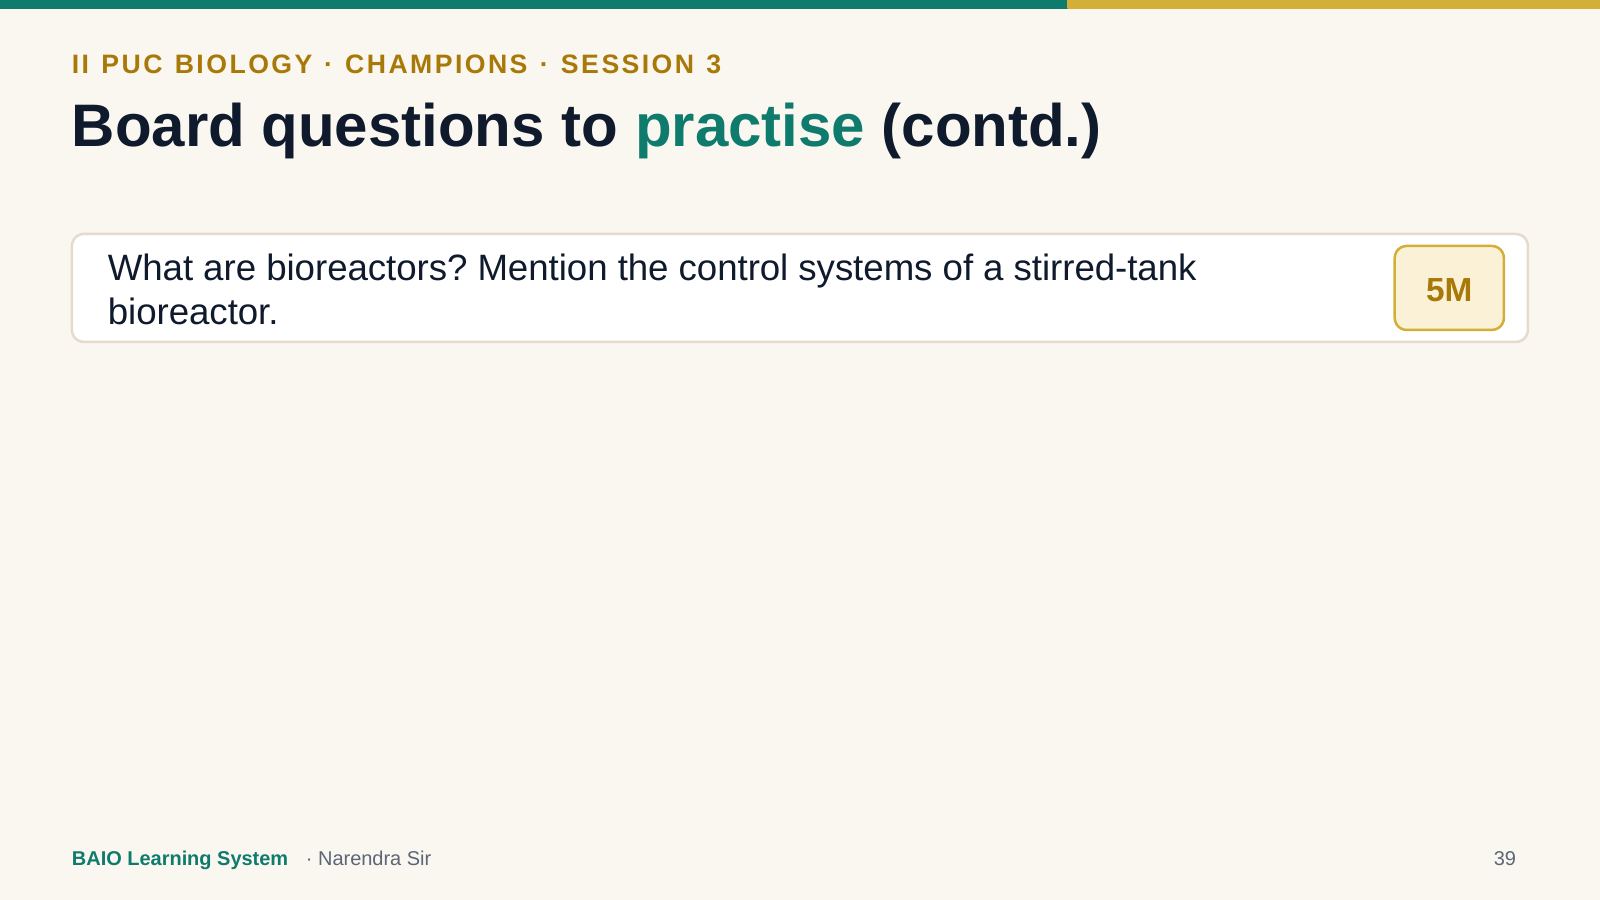 II PUC BIOLOGY · CHAMPIONS · SESSION 3
Board questions to practise (contd.)
What are bioreactors? Mention the control systems of a stirred-tank
bioreactor.
5M
BAIO Learning System · Narendra Sir
39